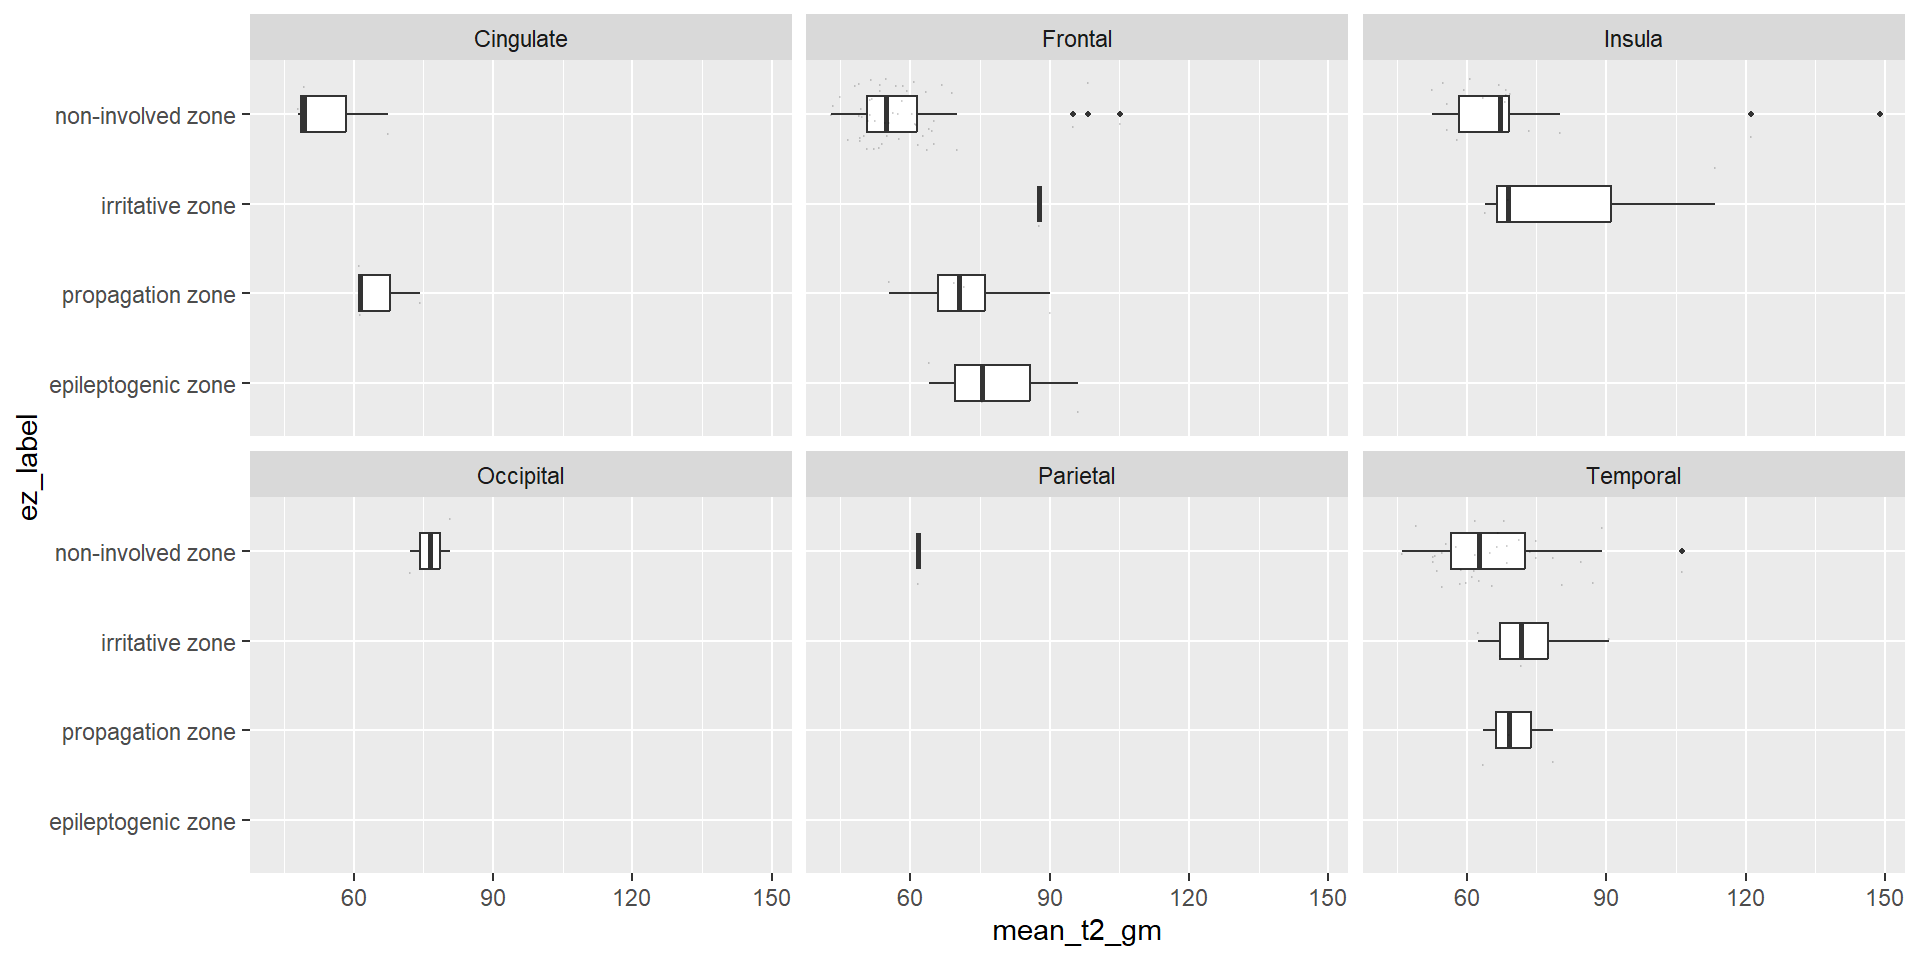 Cingulate
Frontal
Insula
non-involved zone
irritative zone
propagation zone
epileptogenic zone
Occipital
Parietal
Temporal
non-involved zone
irritative zone
propagation zone
epileptogenic zone
60 90 120 150
60 90 120 150
60 90 120 150
mean_t2_gm
ez_label